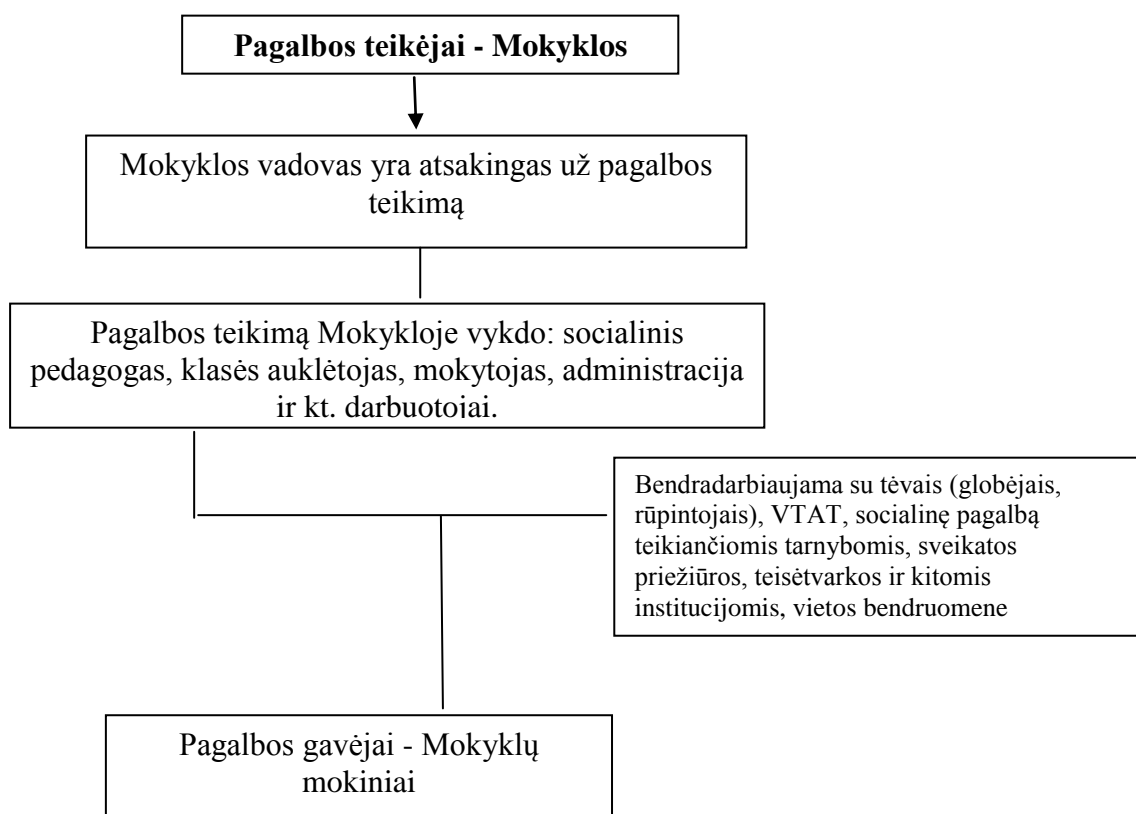 Pagalbos teikėjai - Mokyklos
Mokyklos vadovas yra atsakingas už pagalbos
teikimą
Pagalbos teikimą Mokykloje vykdo: socialinis
pedagogas, klasės auklėtojas, mokytojas, administracija
ir kt. darbuotojai.
Bendradarbiaujama su tėvais (globėjais,
rūpintojais), VTAT, socialinę pagalbą
teikiančiomis tarnybomis, sveikatos
priežiūros, teisėtvarkos ir kitomis
institucijomis, vietos bendruomene
Pagalbos gavėjai - Mokyklų
mokiniai